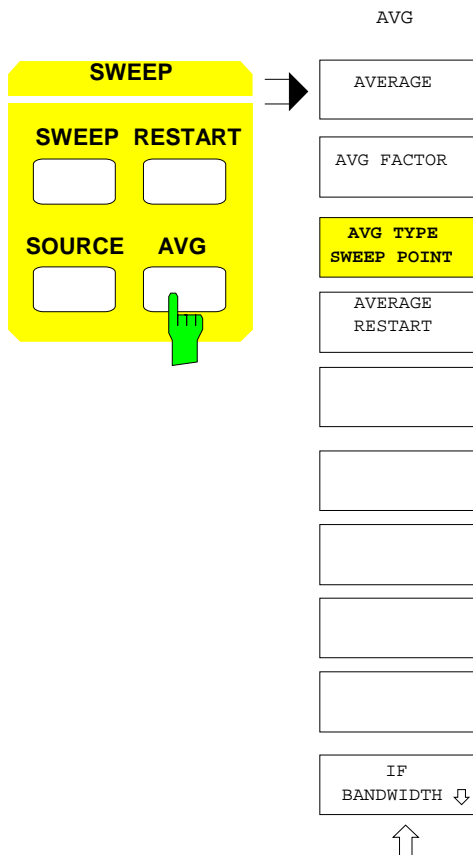 AVG
SWEEP
AVERAGE
SWEEP RESTART
AVG FACTOR
SOURCE AVG
AVG TYPE
SWEEP POINT
AVERAGE
RESTART
IF
BANDWIDTH